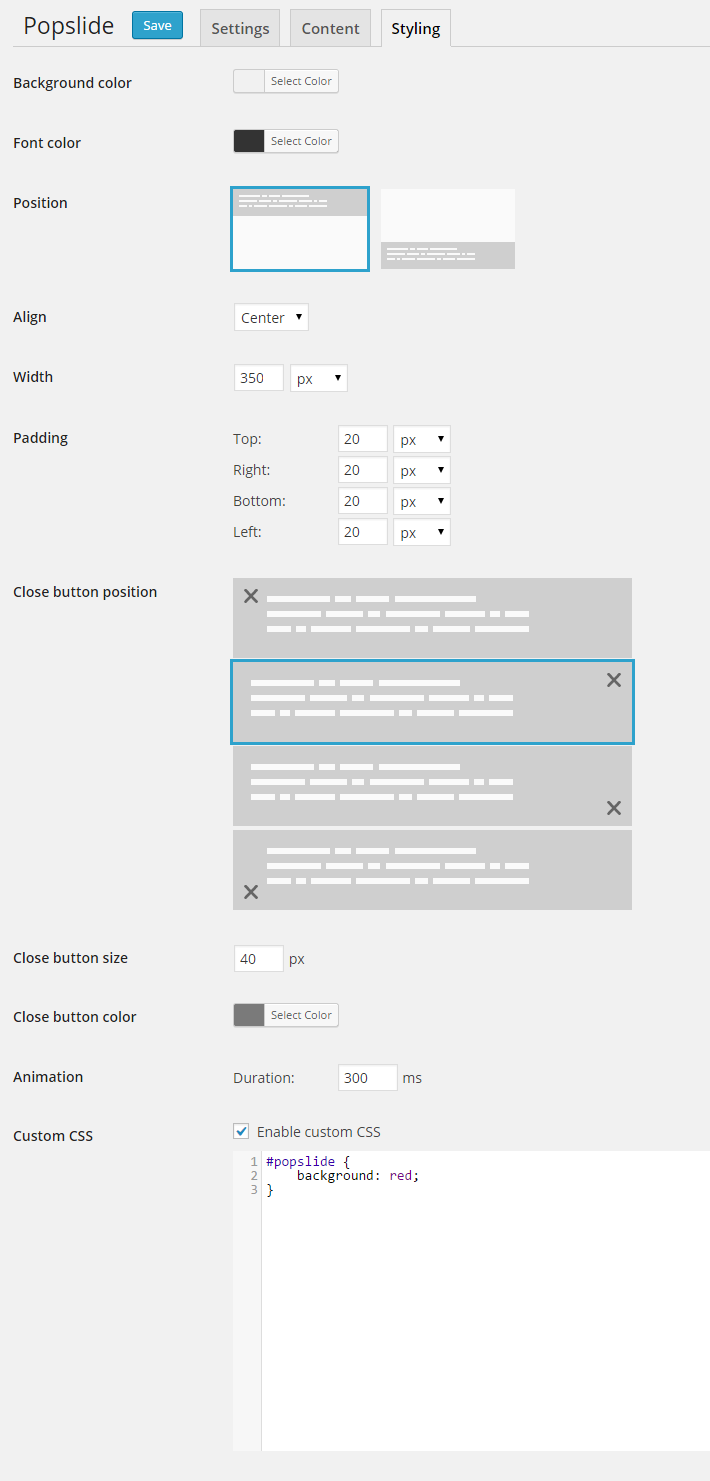 Popslide Save Settings Content Styling
Background color Select Color
Font color Select Color
Position
Align Center
Width 350 px
Padding Top: 20 px
Right: 20 px
Bottom: 20 px
Left: 20 px
Close button position
Close button size 40 px
Close button color Select Color
Animation Duration: 300 ms
Custom CSS Enable custom CSS
1 #popslide {
2     background: red;
3 }